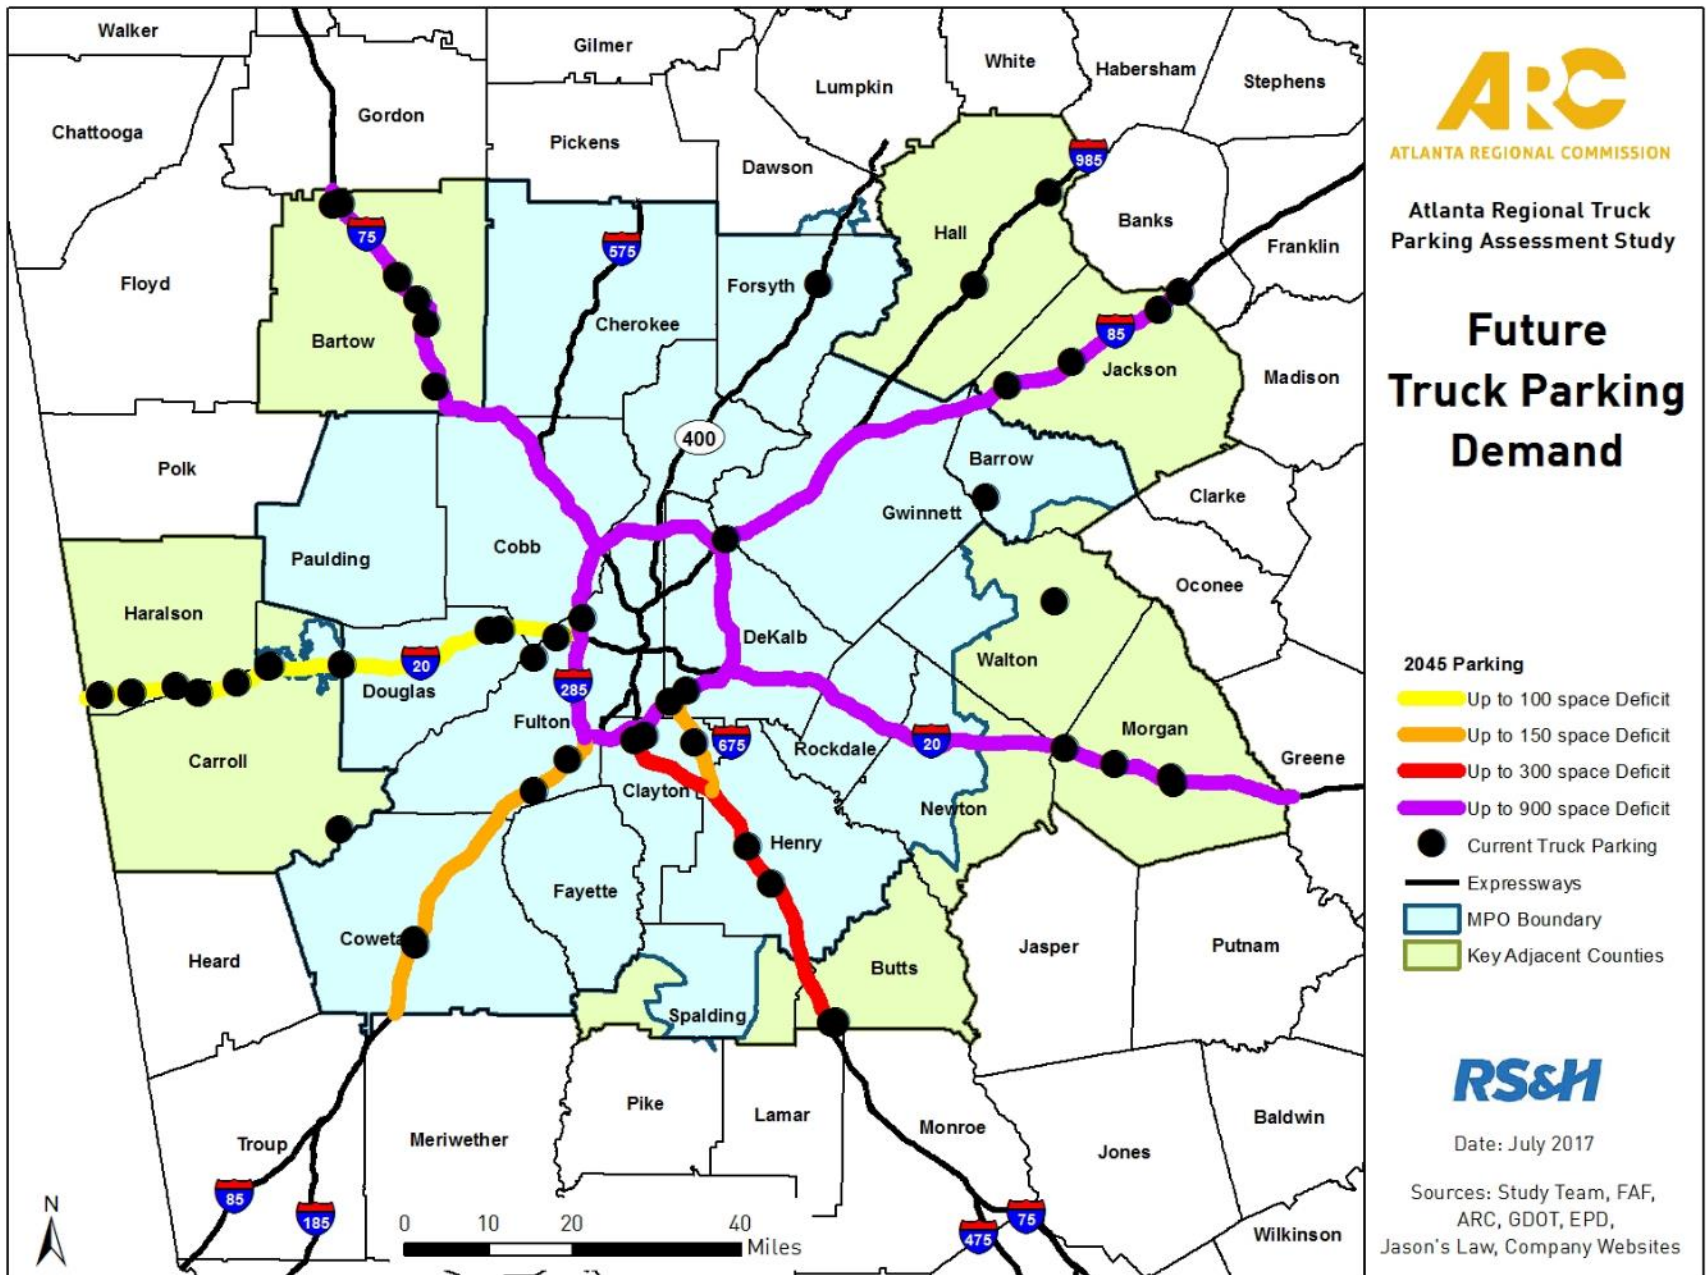 Walker
Gilmer
White
Habersham
Stephens
Lumpkin
Gordon
Chattooga
Pickens
Dawson
985
Banks
Hall
Franklin
75
575
Floyd
Forsyth
Cherokee
85
Bartow
Jackson
Madison
400
Polk
Barrow
Clarke
Gwinnett
Cobb
Paulding
Oconee
Haralson
DeKalb
Walton
20
Douglas
285
Fulton
675
Rockdale
20
Morgan
Greene
Carroll
Clayton
Newton
Henry
Fayette
Coweta
Heard
Jasper
Putnam
Butts
Spalding
Pike
Lamar
Monroe
Baldwin
Troup
Meriwether
Jones
85
185
75
475
Wilkinson
N
0 10 20 40
Miles
ARC
ATLANTA REGIONAL COMMISSION
Atlanta Regional Truck
Parking Assessment Study
Future
Truck Parking
Demand
2045 Parking
Up to 100 space Deficit
Up to 150 space Deficit
Up to 300 space Deficit
Up to 900 space Deficit
Current Truck Parking
Expressways
MPO Boundary
Key Adjacent Counties
RS&H
Date: July 2017
Sources: Study Team, FAF,
ARC, GDOT, EPD,
Jason's Law, Company Websites